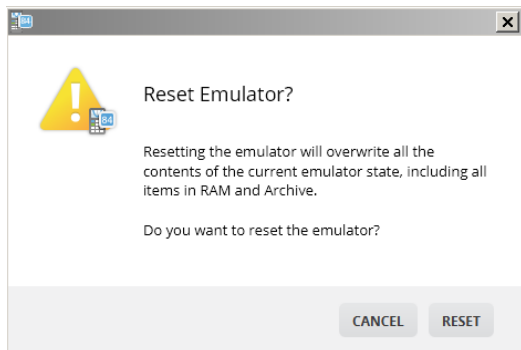 84
Reset Emulator?
84
Resetting the emulator will overwrite all the
contents of the current emulator state, including all
items in RAM and Archive.
Do you want to reset the emulator?
CANCEL RESET